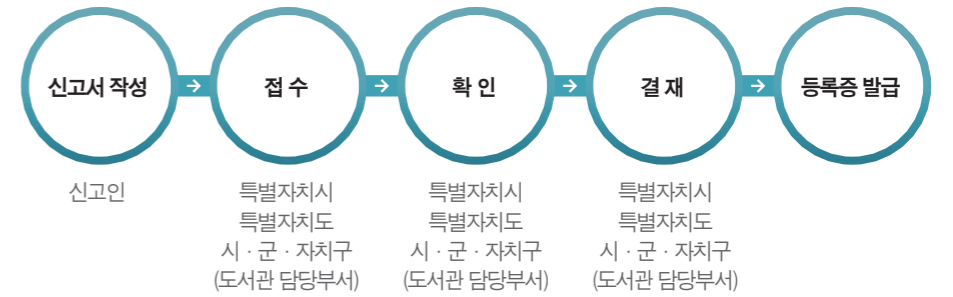 신고서 작성
접 수
확 인
결 재
등록증 발급
신고인
특별자치시
특별자치도
시 · 군 · 자치구
(도서관 담당부서)
특별자치시
특별자치도
시 · 군 · 자치구
(도서관 담당부서)
특별자치시
특별자치도
시 · 군 · 자치구
(도서관 담당부서)